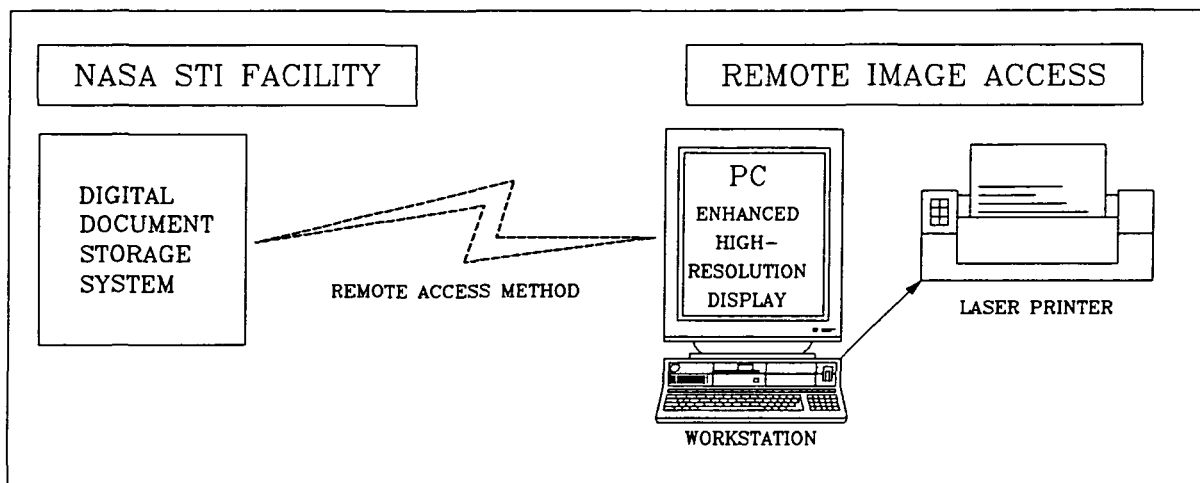 NASA STI FACILITY
REMOTE IMAGE ACCESS
DIGITAL
DOCUMENT
STORAGE
SYSTEM
REMOTE ACCESS METHOD
PC
ENHANCED
HIGH-
RESOLUTION
DISPLAY
WORKSTATION
LASER PRINTER